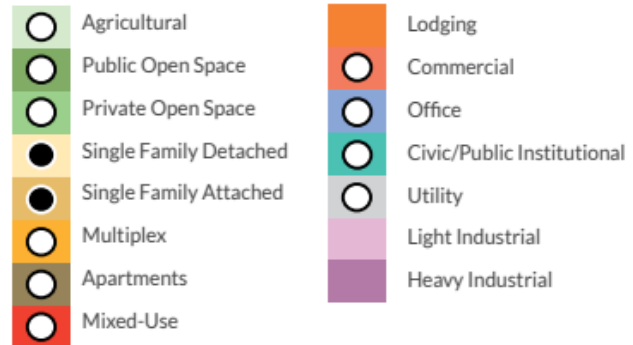 Agricultural
Public Open Space
Private Open Space
Single Family Detached
Single Family Attached
Multiplex
Apartments
Mixed-Use
Lodging
Commercial
Office
Civic/Public Institutional
Utility
Light Industrial
Heavy Industrial